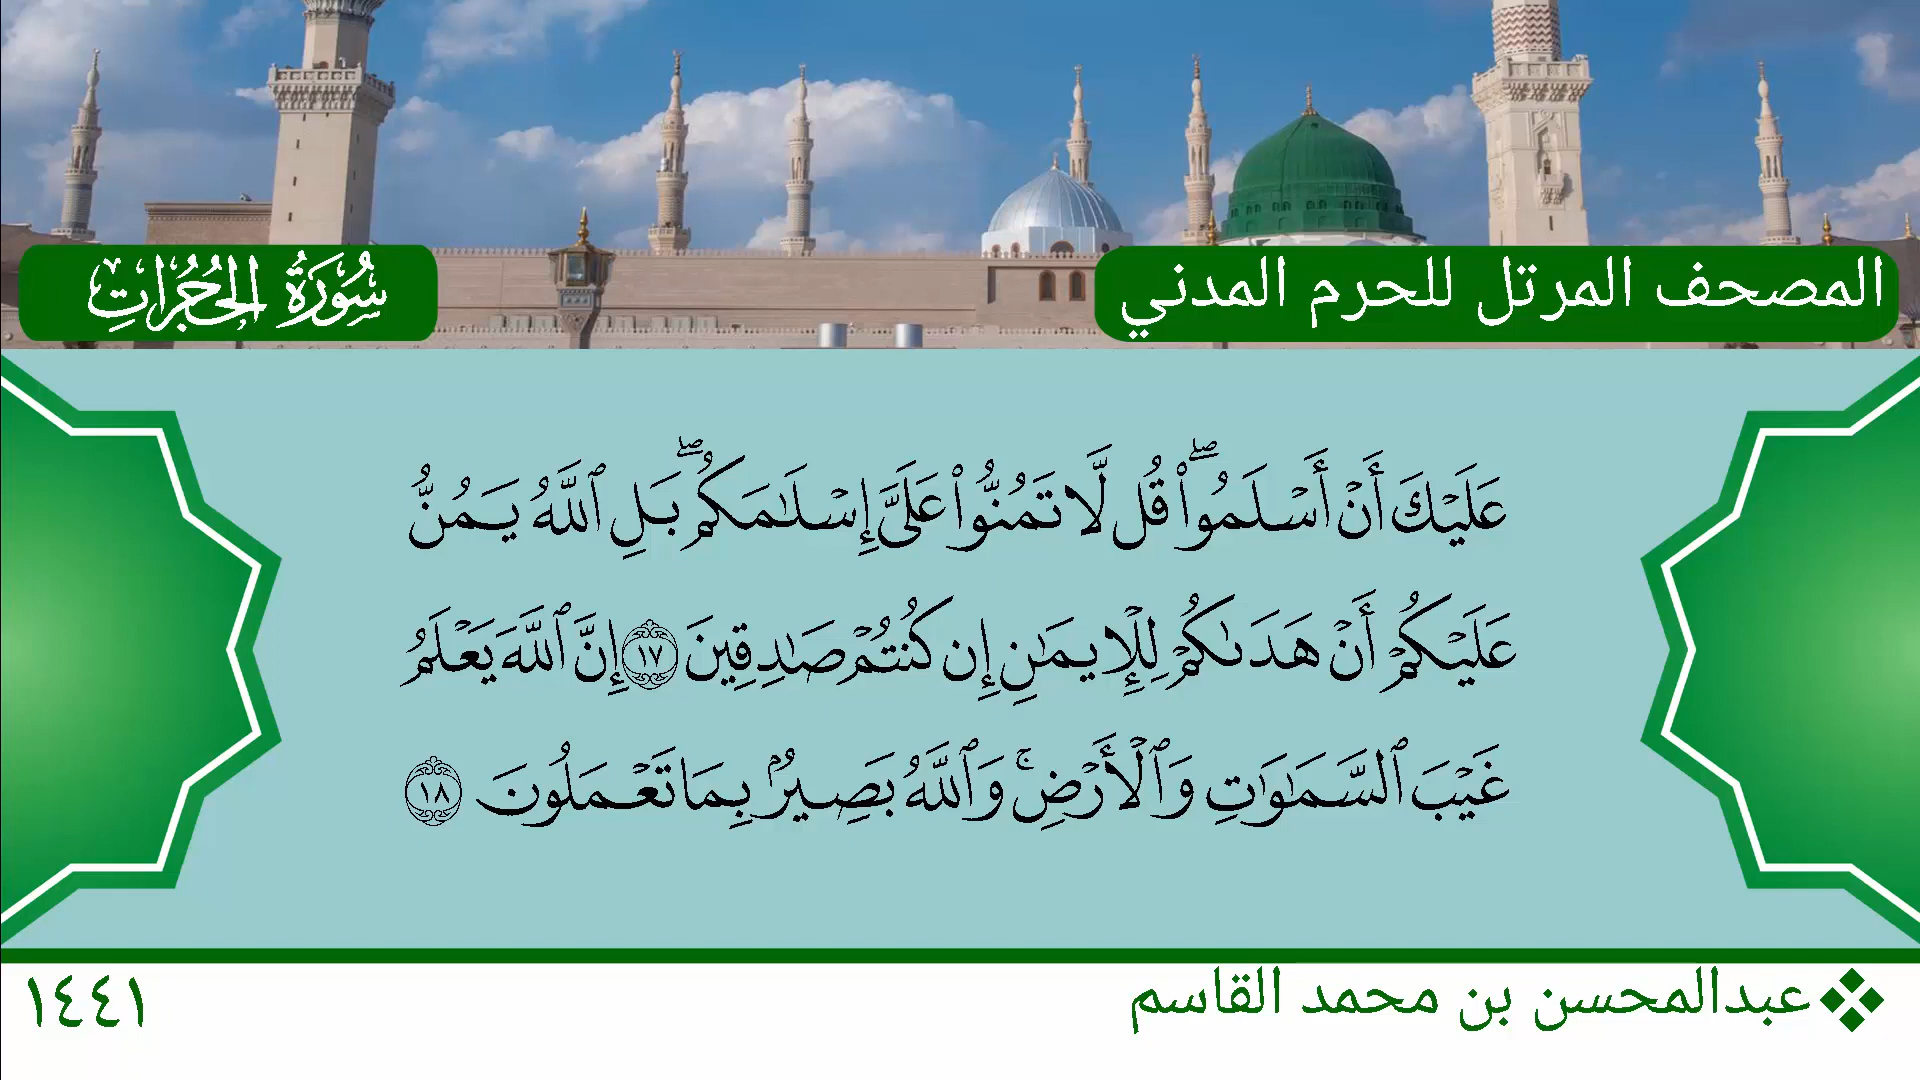 المصحف المرتل للحرم المدني
سُورَةُ الحُجُرَاتِ
عَلَيْكَ أَنْ أَسْلَمُوا۟ ۖ قُل لَّا تَمُنُّوا۟ عَلَىَّ إِسْلَـٰمَكُم ۖ بَلِ ٱللَّهُ يَمُنُّ
عَلَيْكُمْ أَنْ هَدَىٰكُمْ لِلْإِيمَـٰنِ إِن كُنتُمْ صَـٰدِقِينَ ١٧ إِنَّ ٱللَّهَ يَعْلَمُ
غَيْبَ ٱلسَّمَـٰوَٰتِ وَٱلْأَرْضِ ۚ وَٱللَّهُ بَصِيرٌۢ بِمَا تَعْمَلُونَ ١٨
عبدالمحسن بن محمد القاسم
١٤٤١